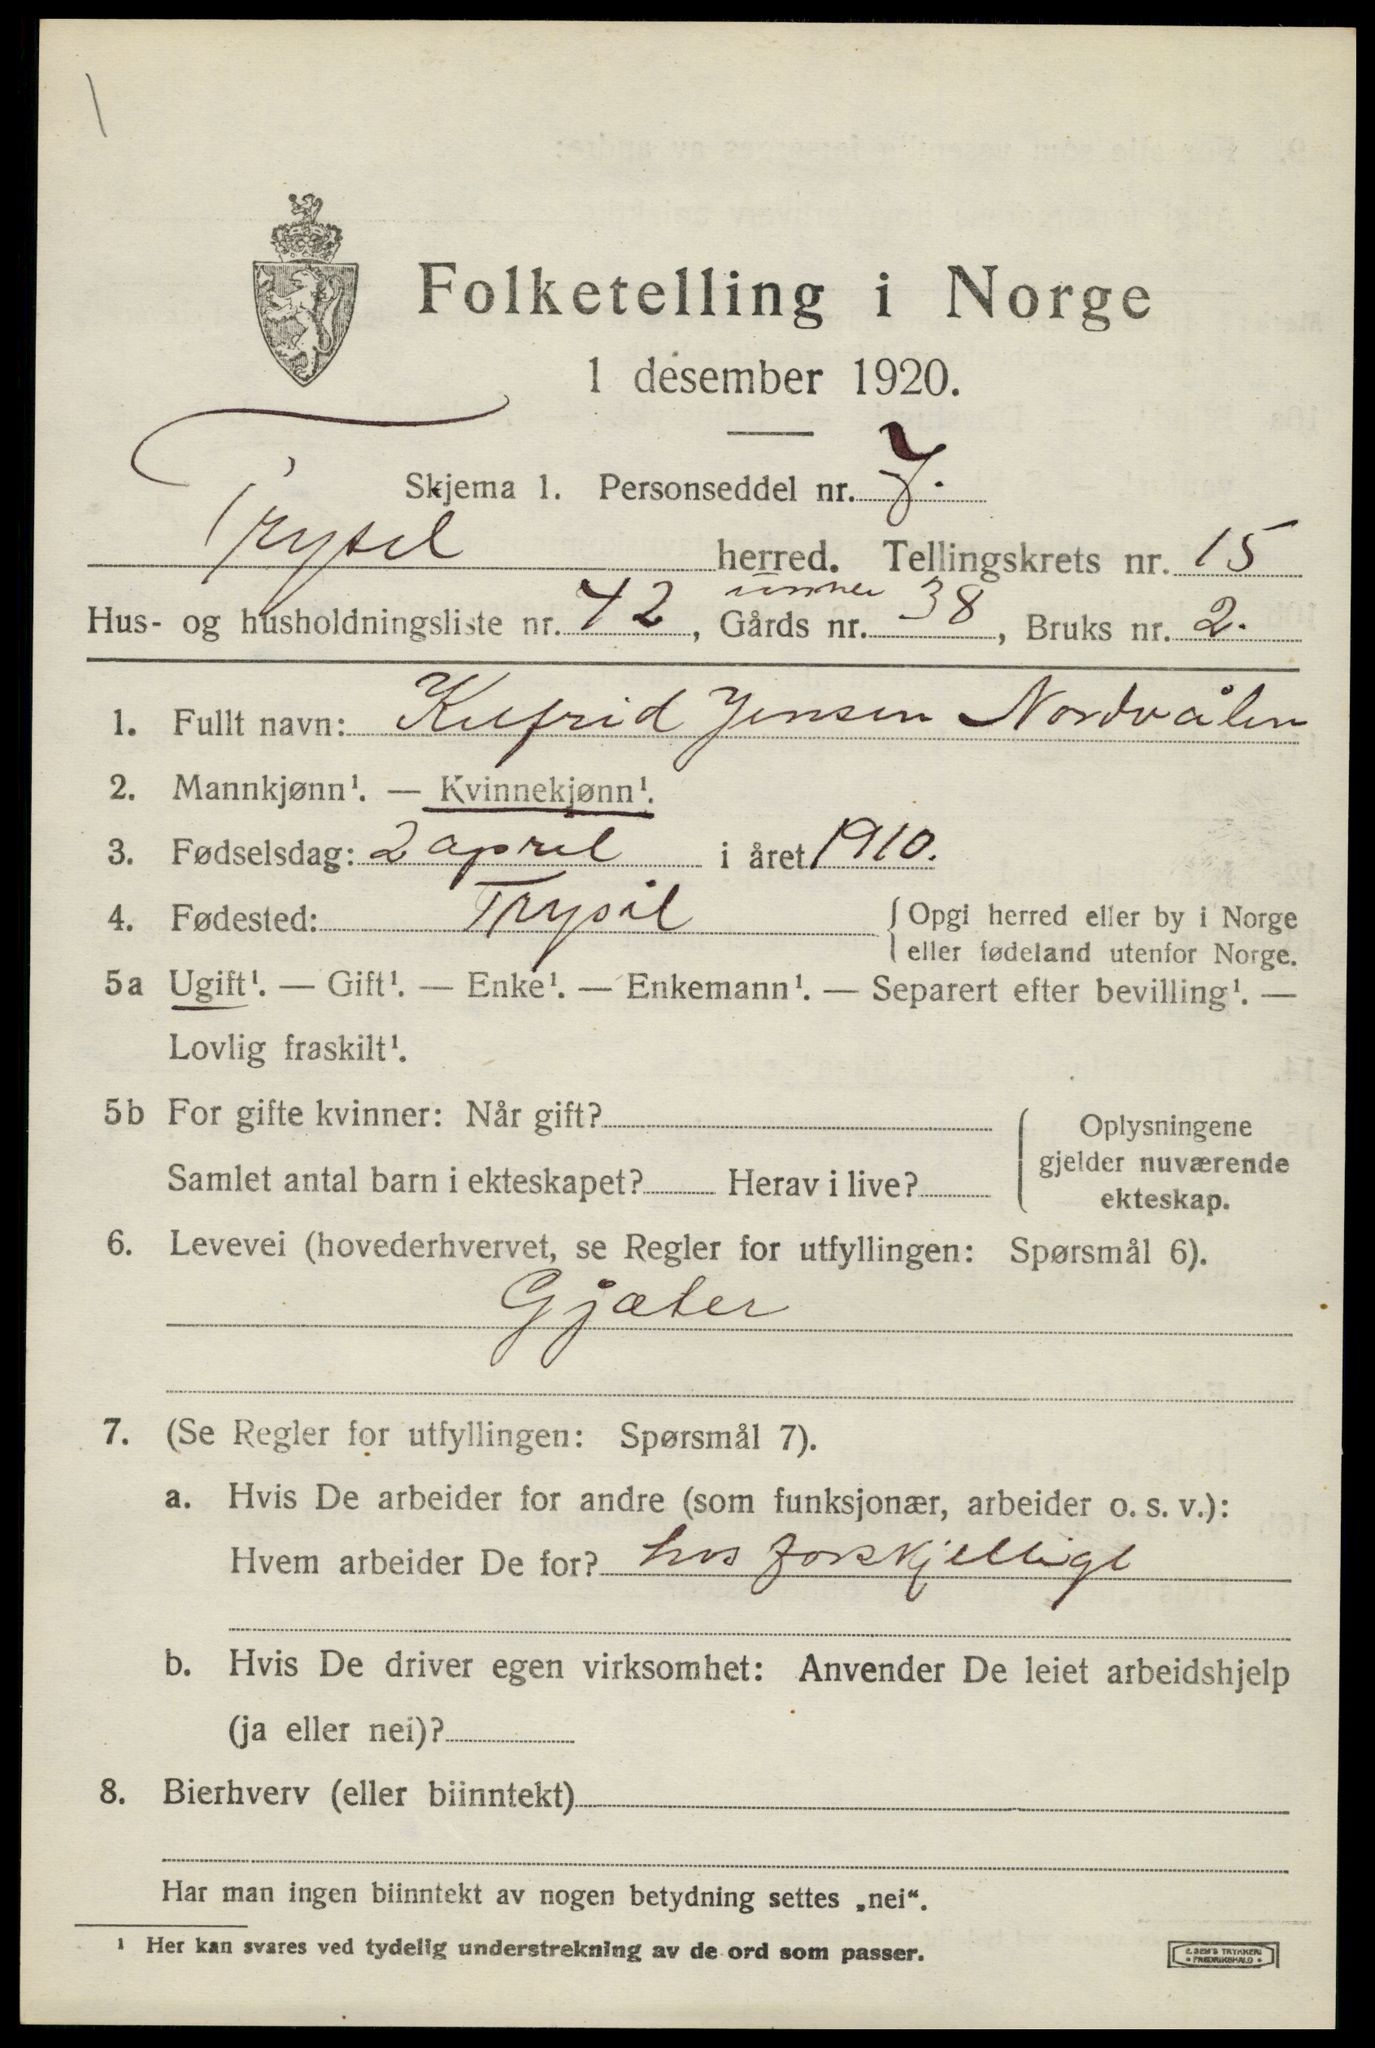 Folketelling i Norge
1 desember 1920.
Skjema 1. Personseddel nr. 7.
Trysil herred. Tellingskrets nr. 15
under
Hus- og husholdningsliste nr. 42, Gårds nr. 38, Bruks nr. 2.
1. Fullt navn: Jensen Nordvålen
2. Mannkjønn¹. — Kvinnekjønn¹.
3. Fødselsdag: 2 april i året 1910.
4. Fødested: Trysil {Opgi herred eller by i Norge
eller fødeland utenfor Norge.
5a Ugift¹. — Gift¹. — Enke¹. — Enkemann¹. — Separert efter bevilling¹. —
Lovlig fraskilt¹.
5b For gifte kvinner: Når gift?
Samlet antal barn i ekteskapet? Herav i live?
Oplysningene
gjelder nuværende
ekteskap.
6. Levevei (hovederhvervet, se Regler for utfyllingen: Spørsmål 6).
Gjæter
7. (Se Regler for utfyllingen: Spørsmål 7).
a. Hvis De arbeider for andre (som funksjonær, arbeider o. s. v.):
Hvem arbeider De for? hos forskjellige
b. Hvis De driver egen virksomhet: Anvender De leiet arbeidshjelp
(ja eller nei)?
8. Bierhverv (eller biinntekt)
Har man ingen biinntekt av nogen betydning settes „nei“.
¹ Her kan svares ved tydelig understrekning av de ord som passer.
E. SEM'S TRYKKERI
• FREDRIKSHALD •